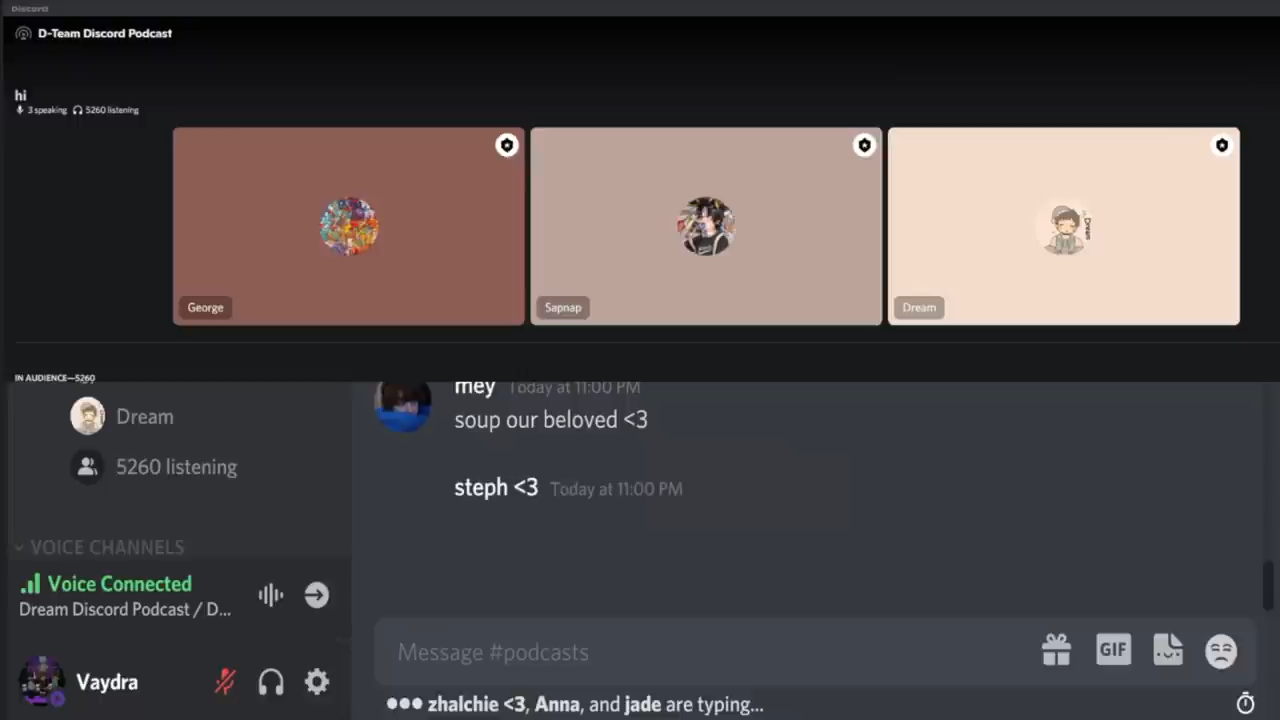 Discord
D-Team Discord Podcast
hi
3 speaking 5260 listening
George
Sapnap
Dream
Dream
IN AUDIENCE—5260
Dream
5260 listening
VOICE CHANNELS
Voice Connected
Dream Discord Podcast / D...
Vaydra
mey Today at 11:00 PM
soup our beloved <3
steph <3 Today at 11:00 PM
Message #podcasts
GIF
zhalchie <3, Anna, and jade are typing...